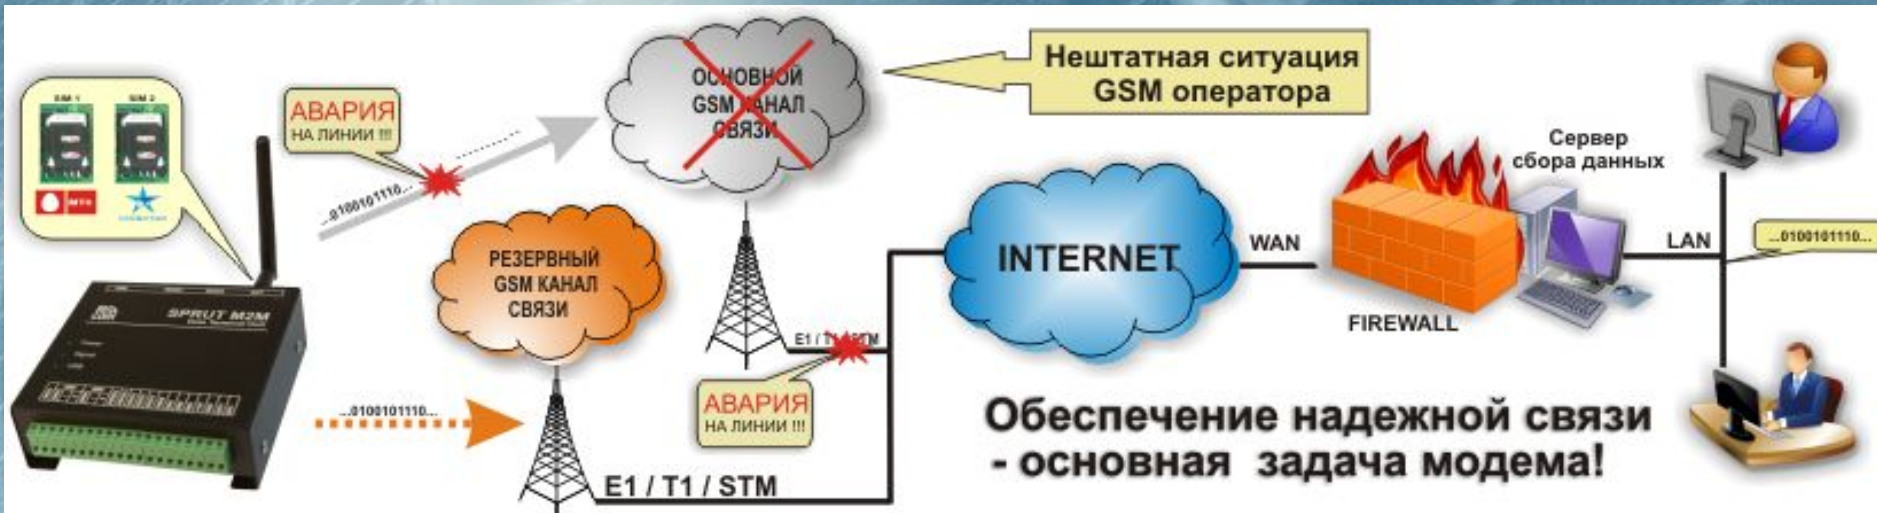 SIM 1
SIM 2
МТС
АВАРИЯ
НА ЛИНИИ !!!
...0100101110...
ОСНОВНОЙ
GSM КАНАЛ
СВЯЗИ
Нештатная ситуация
GSM оператора
Сервер
сбора данных
РЕЗЕРВНЫЙ
GSM КАНАЛ
СВЯЗИ
INTERNET
WAN
LAN
...0100101110...
FIREWALL
SPRUT M2M
E1 / T1 / STM
АВАРИЯ
НА ЛИНИИ !!!
...0100101110...
E1 / T1 / STM
Обеспечение надежной связи
- основная задача модема!